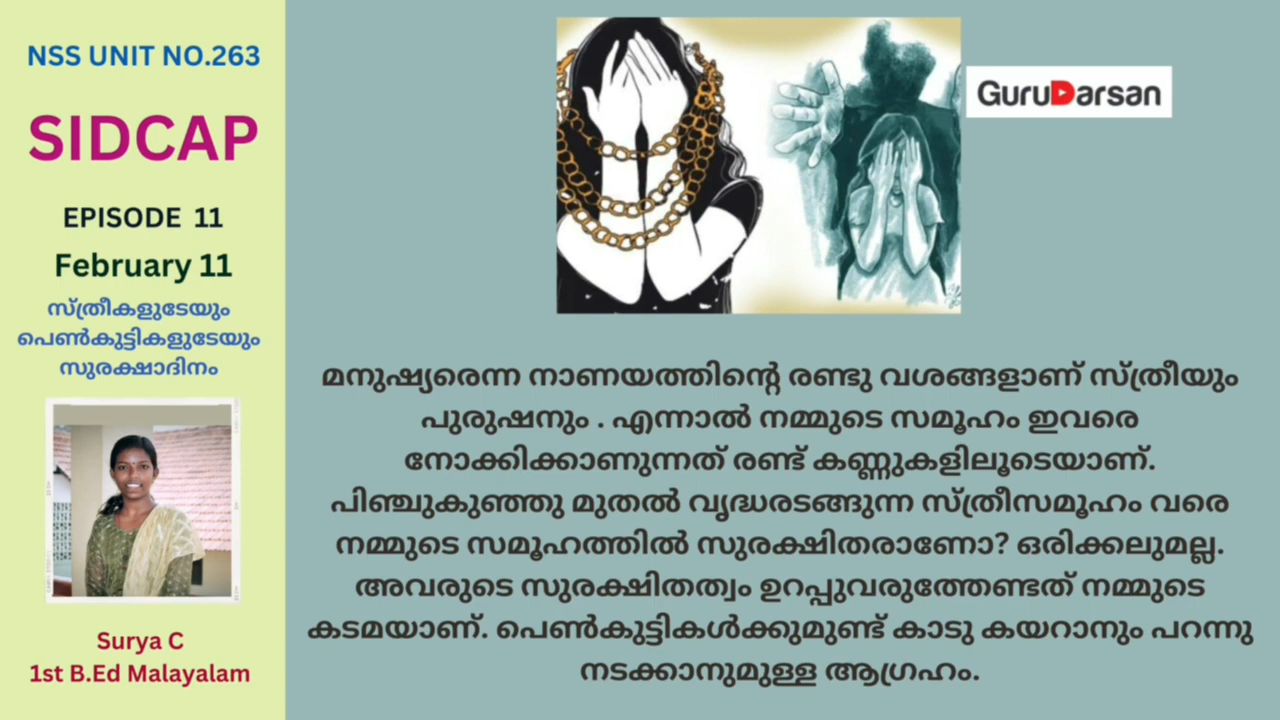 NSS UNIT NO.263
SIDCAP
EPISODE 11
February 11
സ്ത്രീകളുടേയും
പെൺകുട്ടികളുടേയും
സുരക്ഷാദിനം
Surya C
1st B.Ed Malayalam
GuruDarsan
മനുഷ്യരെന്ന നാണയത്തിന്റെ രണ്ടു വശങ്ങളാണ് സ്ത്രീയും
പുരുഷനും . എന്നാൽ നമ്മുടെ സമൂഹം ഇവരെ
നോക്കിക്കാണുന്നത് രണ്ട് കണ്ണുകളിലൂടെയാണ്.
പിഞ്ചുകുഞ്ഞു മുതൽ വൃദ്ധരടങ്ങുന്ന സ്ത്രീസമൂഹം വരെ
നമ്മുടെ സമൂഹത്തിൽ സുരക്ഷിതരാണോ? ഒരിക്കലുമല്ല.
അവരുടെ സുരക്ഷിതത്വം ഉറപ്പുവരുത്തേണ്ടത് നമ്മുടെ
കടമയാണ്. പെൺകുട്ടികൾക്കുമുണ്ട് കാടു കയറാനും പറന്നു
നടക്കാനുമുള്ള ആഗ്രഹം.